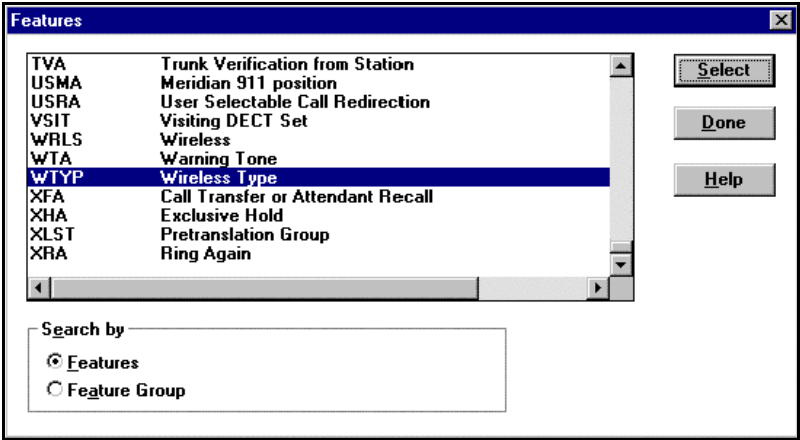 Features
TVA Trunk Verification from Station
USMA Meridian 911 position
USRA User Selectable Call Redirection
VSIT Visiting DECT Set
WRLS Wireless
WTA Warning Tone
WTYP Wireless Type
XFA Call Transfer or Attendant Recall
XHA Exclusive Hold
XLST Pretranslation Group
XRA Ring Again
Select
Done
Help
Search by
Features
Feature Group